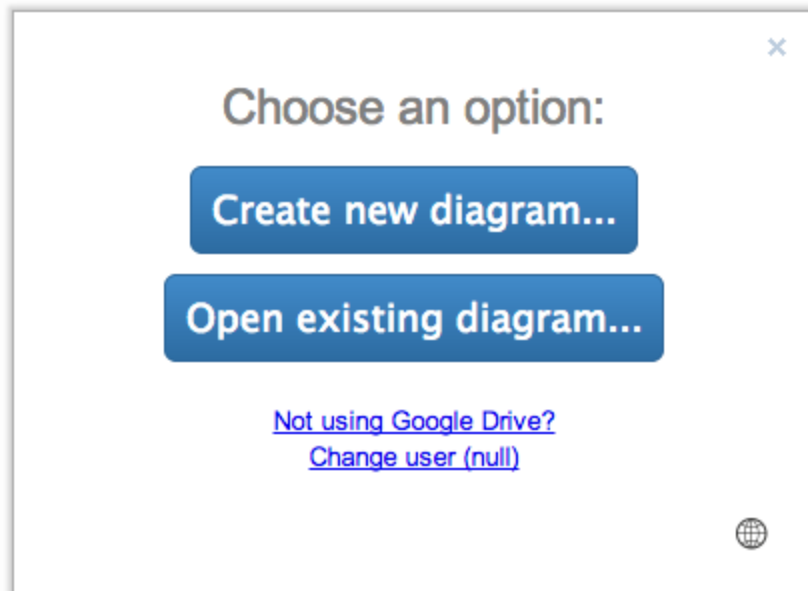 Choose an option:
Create new diagram...
Open existing diagram...
Not using Google Drive?
Change user (null)